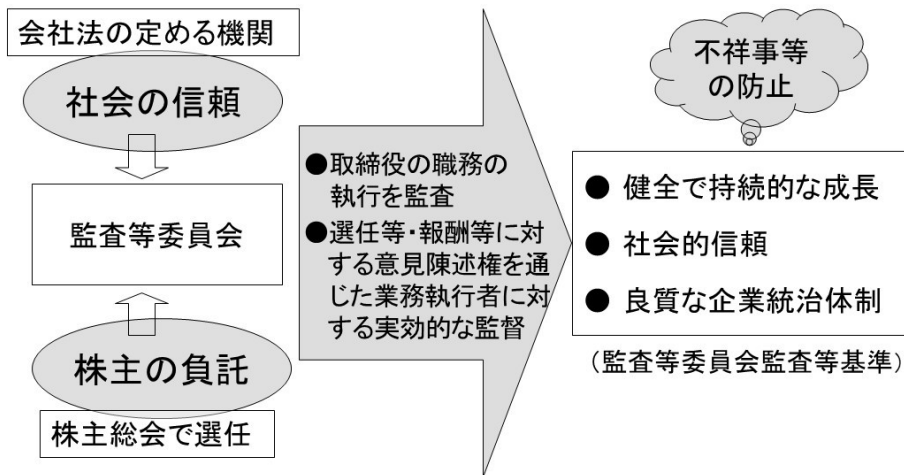 会社法の定める機関
社会の信頼
監査等委員会
株主の負託
株主総会で選任
●取締役の職務の
執行を監査
●選任等・報酬等に対
する意見陳述権を通
じた業務執行者に対
する実効的な監督
不祥事等
の防止
● 健全で持続的な成長
● 社会的信頼
● 良質な企業統治体制
（監査等委員会監査等基準）